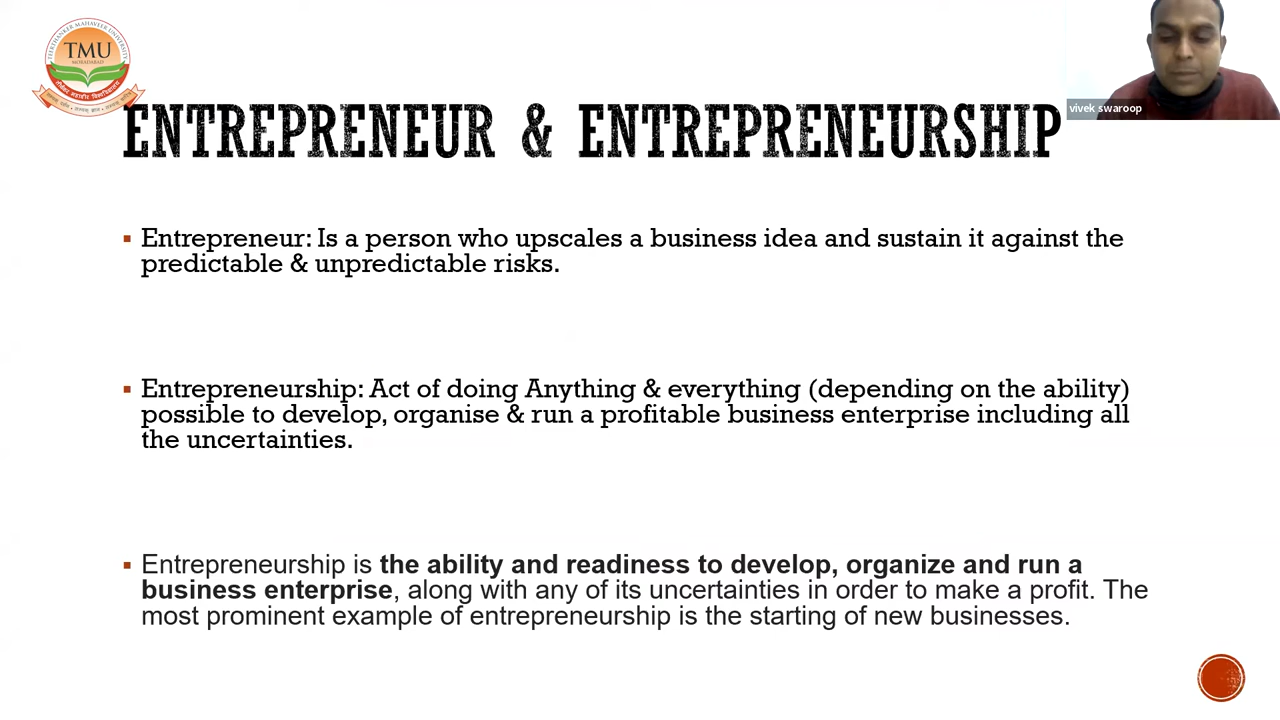 TEERTHANKER MAHAVEER UNIVERSITY
TMU
MORADABAD
vivek swaroop
ENTREPRENEUR & ENTREPRENEURSHIP
▪ Entrepreneur: Is a person who upscales a business idea and sustain it against the
predictable & unpredictable risks.
▪ Entrepreneurship: Act of doing Anything & everything (depending on the ability)
possible to develop, organise & run a profitable business enterprise including all
the uncertainties.
▪ Entrepreneurship is the ability and readiness to develop, organize and run a
business enterprise, along with any of its uncertainties in order to make a profit. The
most prominent example of entrepreneurship is the starting of new businesses.